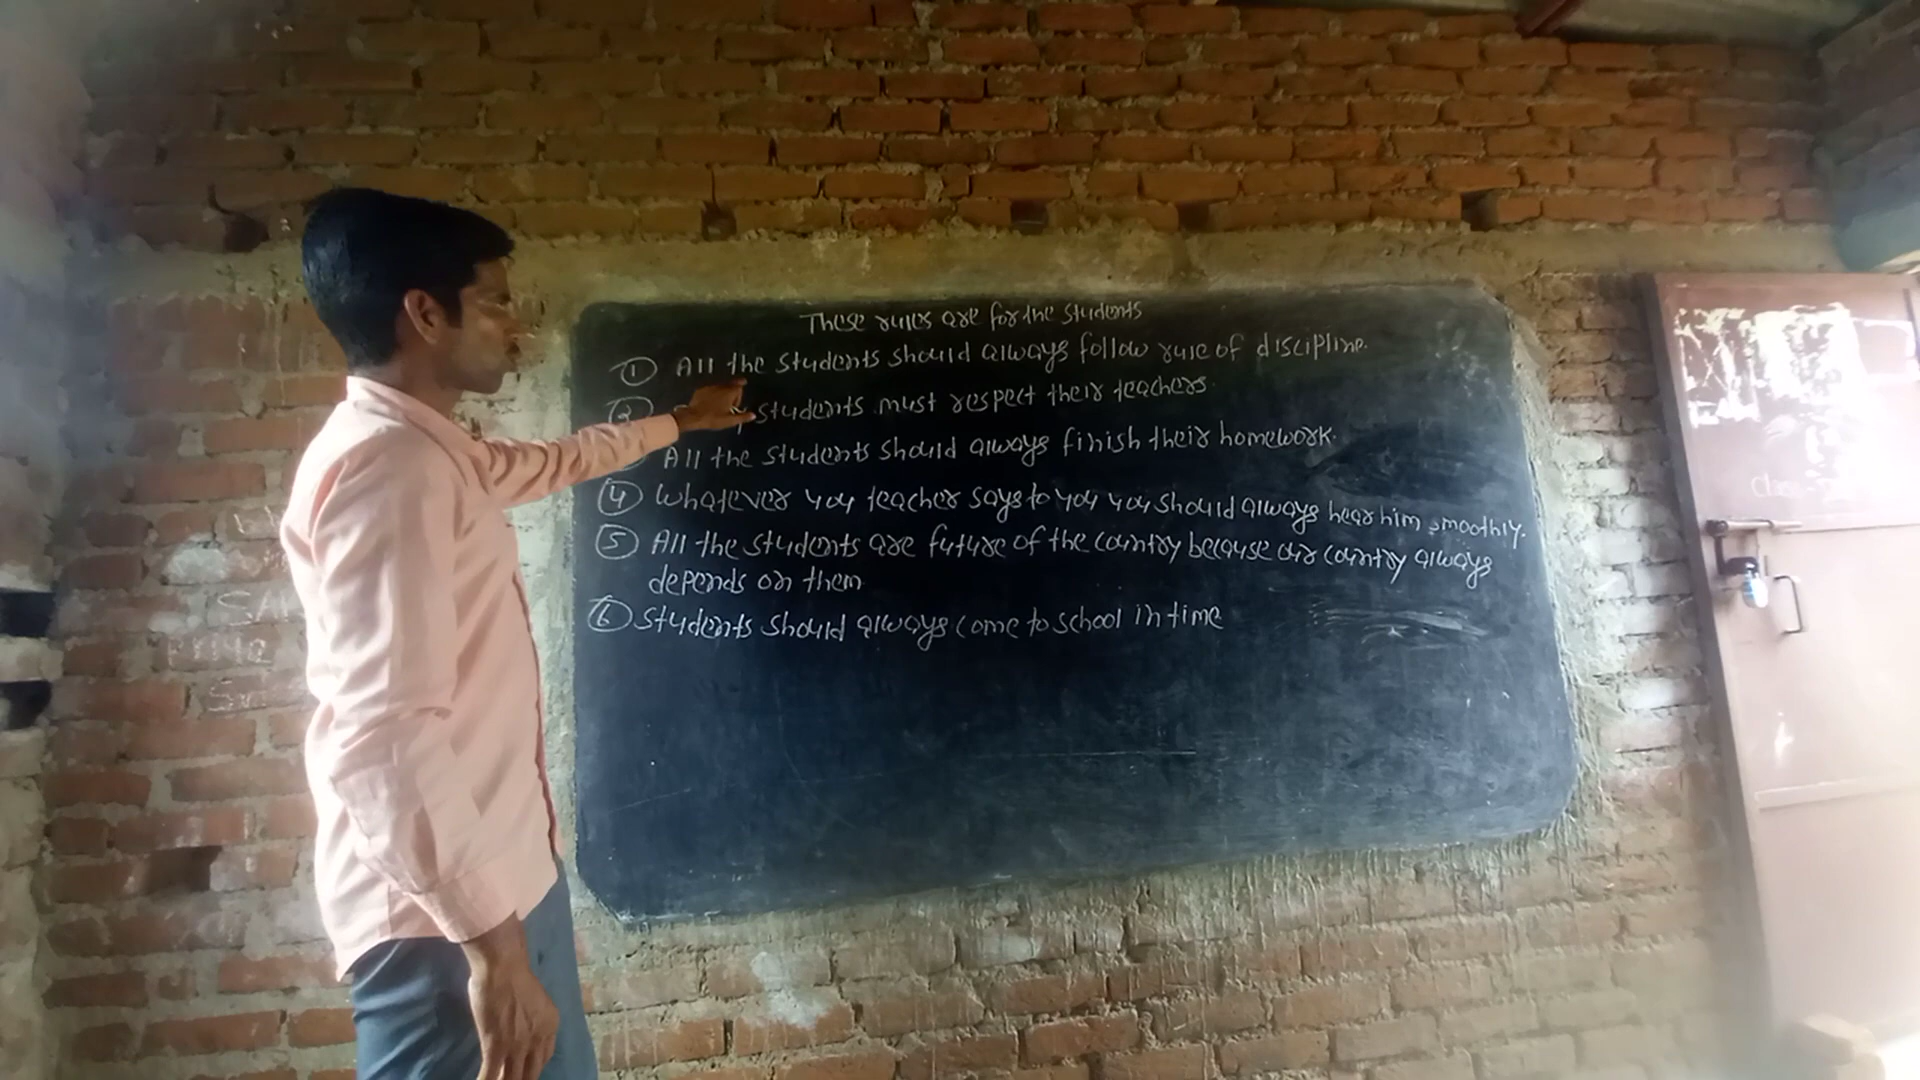 These rules are for the students
① All the students should always follow rule of discipline.
② students must respect their teachers.
All the students should always finish their homework.
④ Whatever you teacher says to you you should always hear him smoothly.
⑤ All the students are future of the country because our country always
depends on them
⑥ Students should always come to school in time